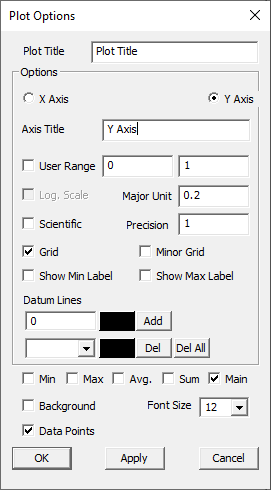 Plot Options
Plot Title Plot Title
Options
X Axis Y Axis
Axis Title Y Axis
User Range 0 1
Log. Scale Major Unit 0.2
Scientific Precision 1
Grid Minor Grid
Show Min Label Show Max Label
Datum Lines
0 Add
Del Del All
Min Max Avg. Sum Main
Background Font Size 12
Data Points
OK Apply Cancel